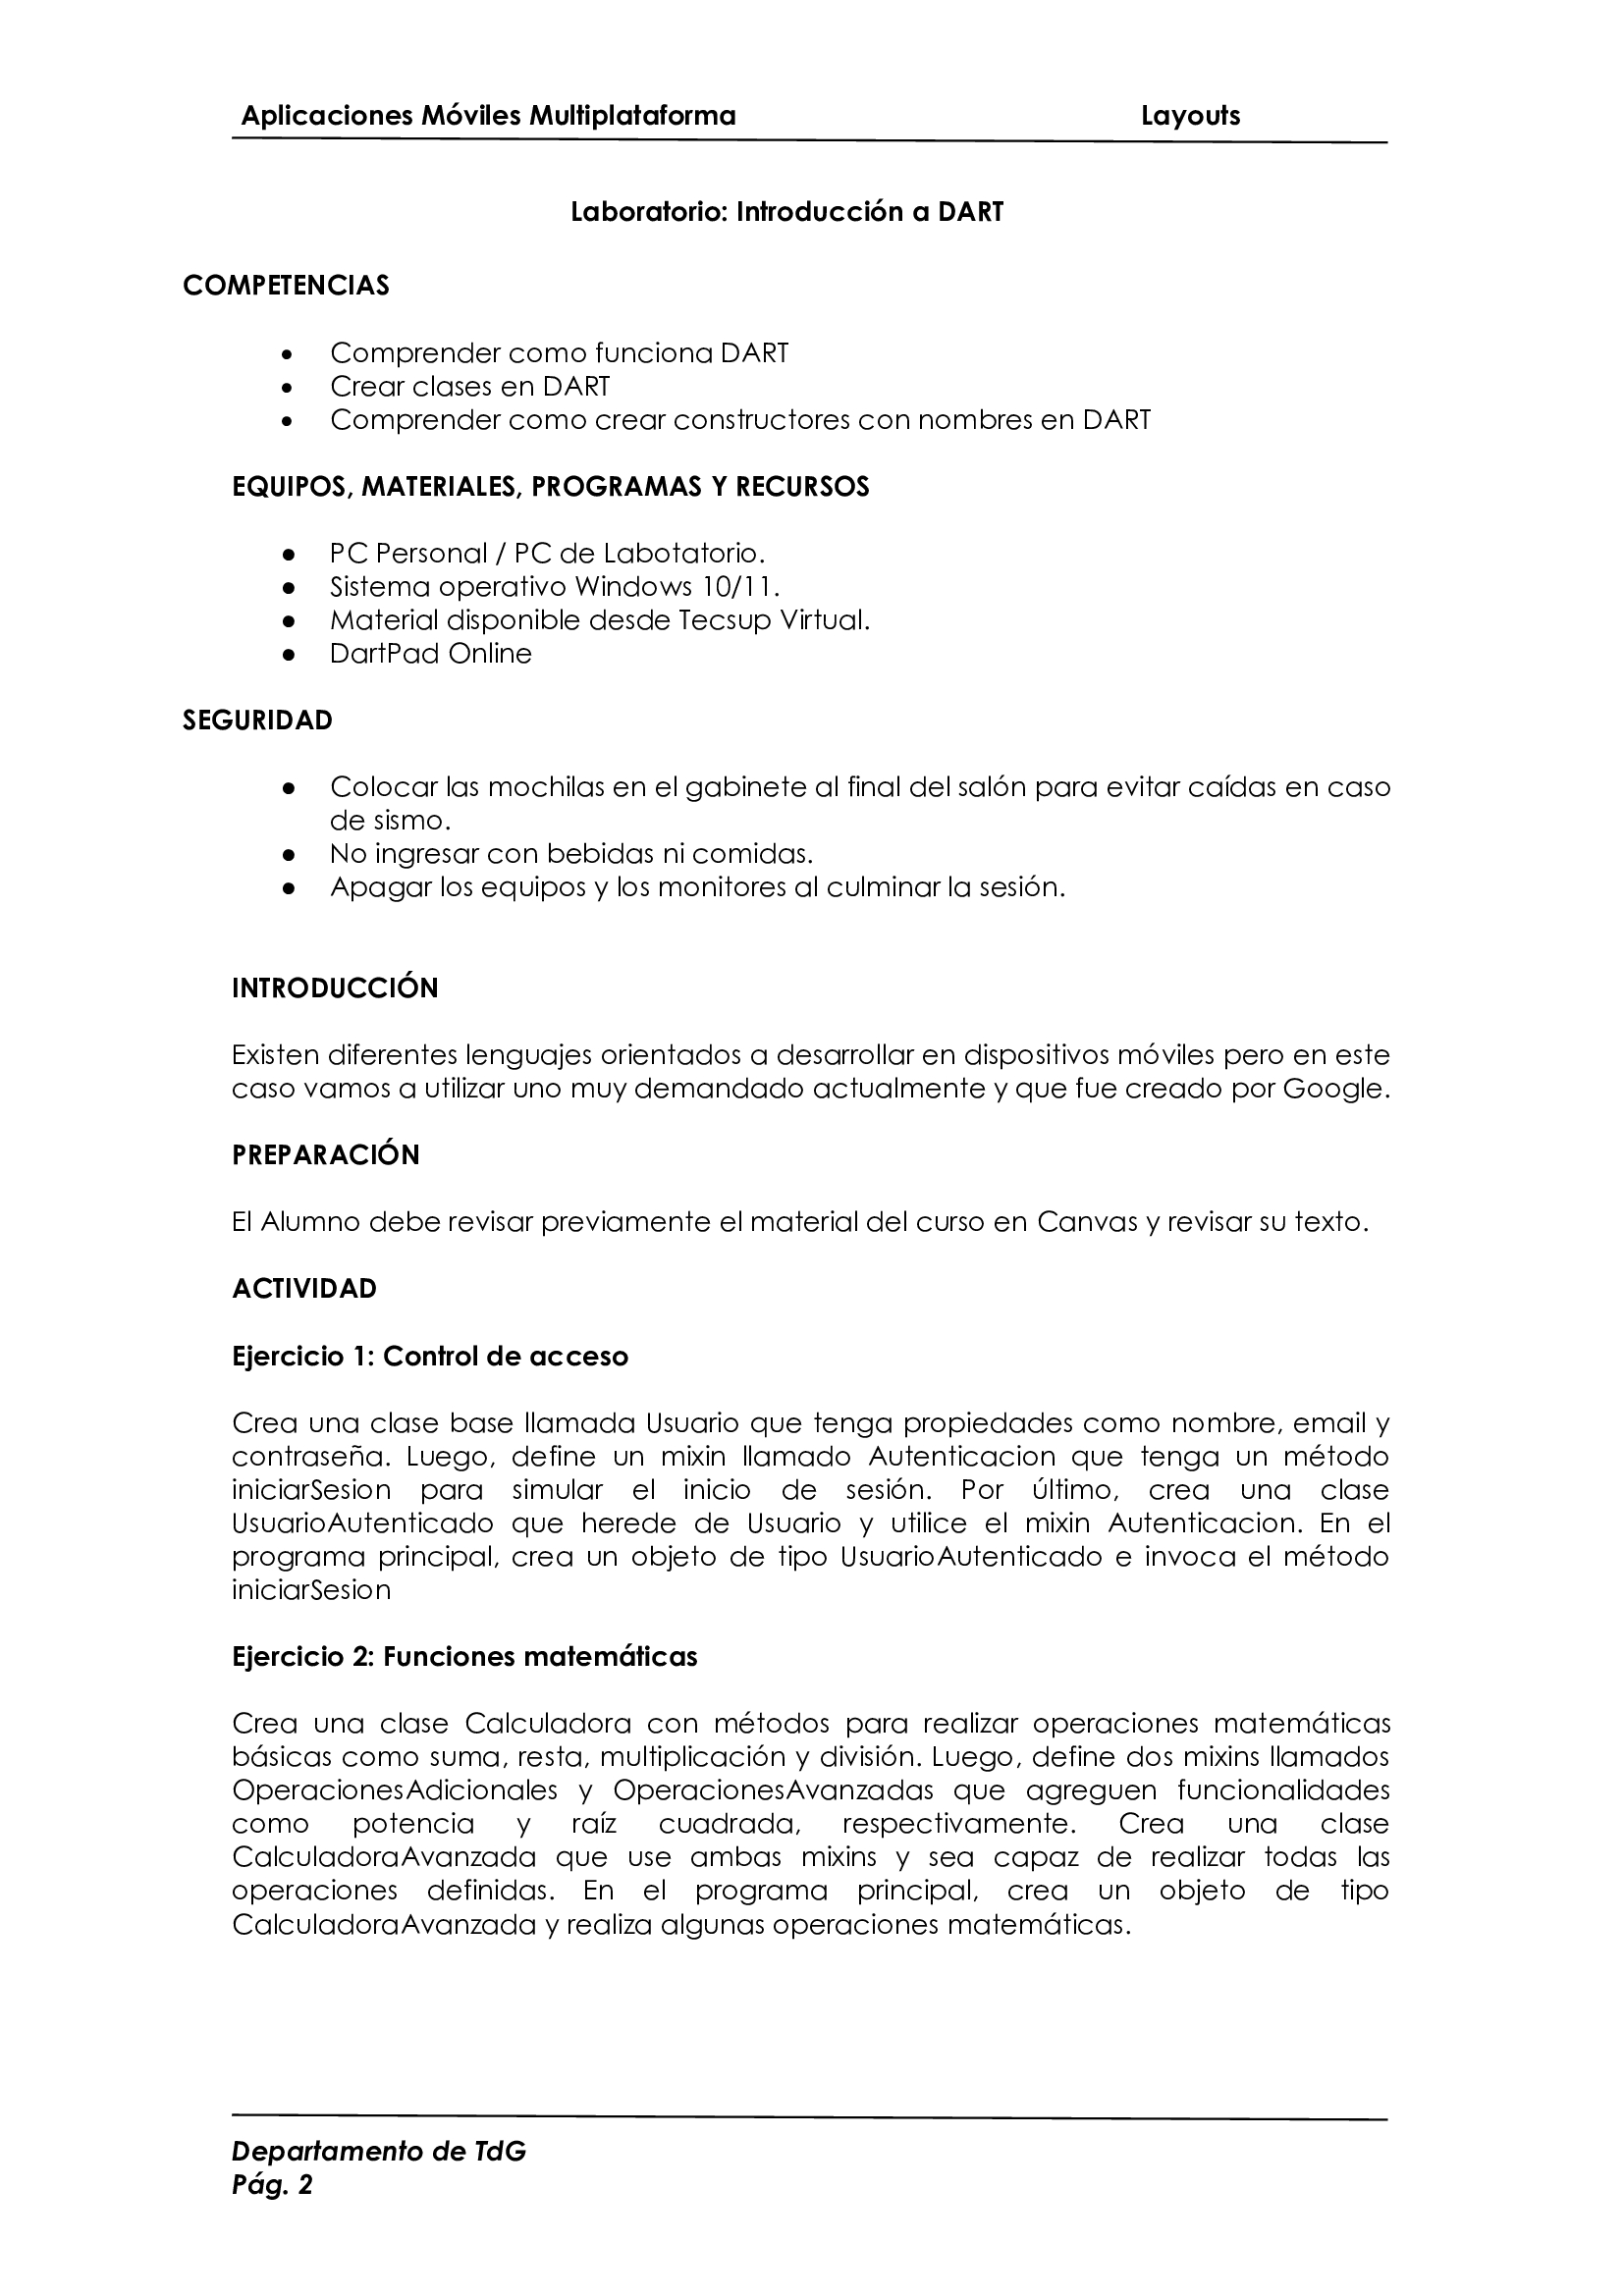 Aplicaciones Móviles Multiplataforma Layouts
Laboratorio: Introducción a DART
COMPETENCIAS
• Comprender como funciona DART
• Crear clases en DART
• Comprender como crear constructores con nombres en DART
EQUIPOS, MATERIALES, PROGRAMAS Y RECURSOS
● PC Personal / PC de Labotatorio.
● Sistema operativo Windows 10/11.
● Material disponible desde Tecsup Virtual.
● DartPad Online
SEGURIDAD
● Colocar las mochilas en el gabinete al final del salón para evitar caídas en caso
de sismo.
● No ingresar con bebidas ni comidas.
● Apagar los equipos y los monitores al culminar la sesión.
INTRODUCCIÓN
Existen diferentes lenguajes orientados a desarrollar en dispositivos móviles pero en este
caso vamos a utilizar uno muy demandado actualmente y que fue creado por Google.
PREPARACIÓN
El Alumno debe revisar previamente el material del curso en Canvas y revisar su texto.
ACTIVIDAD
Ejercicio 1: Control de acceso
Crea una clase base llamada Usuario que tenga propiedades como nombre, email y
contraseña. Luego, define un mixin llamado Autenticacion que tenga un método
iniciarSesion para simular el inicio de sesión. Por último, crea una clase
UsuarioAutenticado que herede de Usuario y utilice el mixin Autenticacion. En el
programa principal, crea un objeto de tipo UsuarioAutenticado e invoca el método
iniciarSesion
Ejercicio 2: Funciones matemáticas
Crea una clase Calculadora con métodos para realizar operaciones matemáticas
básicas como suma, resta, multiplicación y división. Luego, define dos mixins llamados
OperacionesAdicionales y OperacionesAvanzadas que agreguen funcionalidades
como potencia y raíz cuadrada, respectivamente. Crea una clase
CalculadoraAvanzada que use ambas mixins y sea capaz de realizar todas las
operaciones definidas. En el programa principal, crea un objeto de tipo
CalculadoraAvanzada y realiza algunas operaciones matemáticas.
Departamento de TdG
Pág. 2